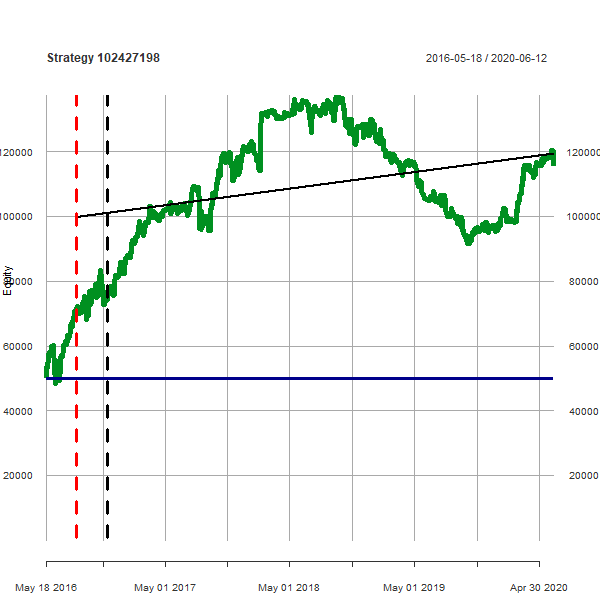 Strategy 102427198
2016-05-18 / 2020-06-12
120000
120000
100000
100000
80000
80000
60000
60000
40000
40000
20000
20000
Equity
May 18 2016
May 01 2017
May 01 2018
May 01 2019
Apr 30 2020